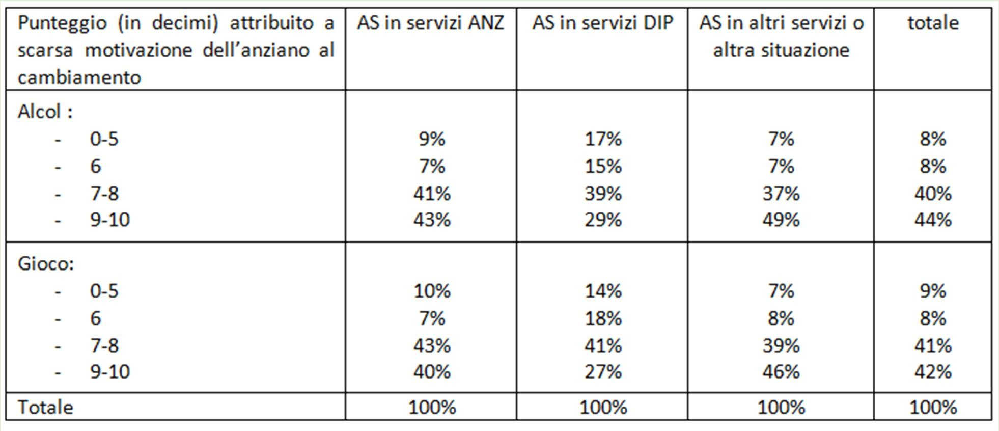 Punteggio (in decimi) attribuito a scarsa motivazione dell'anziano al cambiamento | AS in servizi ANZ | AS in servizi DIP | AS in altri servizi o altra situazione | totale
Alcol :
- 0-5 9% 17% 7% 8%
- 6 7% 15% 7% 8%
- 7-8 41% 39% 37% 40%
- 9-10 43% 29% 49% 44%
Gioco:
- 0-5 10% 14% 7% 9%
- 6 7% 18% 8% 8%
- 7-8 43% 41% 39% 41%
- 9-10 40% 27% 46% 42%
Totale 100% 100% 100% 100%